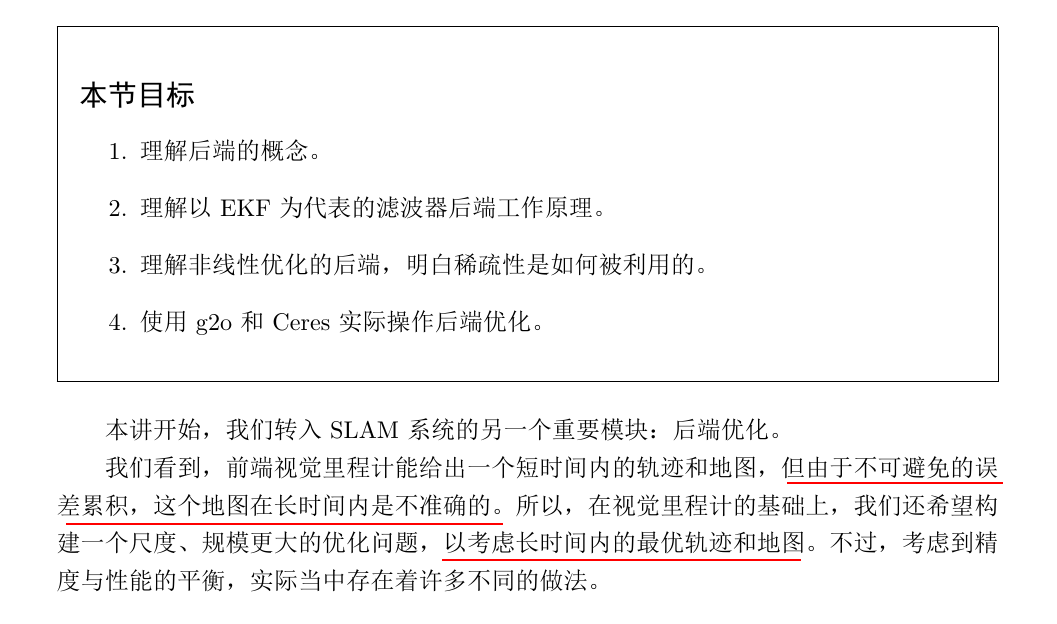 本节目标
1. 理解后端的概念。
2. 理解以 EKF 为代表的滤波器后端工作原理。
3. 理解非线性优化的后端，明白稀疏性是如何被利用的。
4. 使用 g2o 和 Ceres 实际操作后端优化。
本讲开始，我们转入 SLAM 系统的另一个重要模块：后端优化。
我们看到，前端视觉里程计能给出一个短时间内的轨迹和地图，但由于不可避免的误
差累积，这个地图在长时间内是不准确的。所以，在视觉里程计的基础上，我们还希望构
建一个尺度、规模更大的优化问题，以考虑长时间内的最优轨迹和地图。不过，考虑到精
度与性能的平衡，实际当中存在着许多不同的做法。